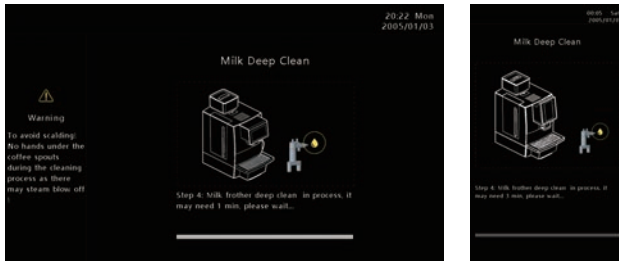 20:22 Mon
2005/01/03
Milk Deep Clean
Warning
To avoid scalding:
No hands under the
coffee spouts
during the cleaning
process as there
may steam blow off
!
Step 4: Milk frother deep clean in process, it
may need 1 min, please wait...
00:05 Sat
Milk Deep Clean
Step 4: Milk frother deep clean in process, it
may need 1 min, please wait...